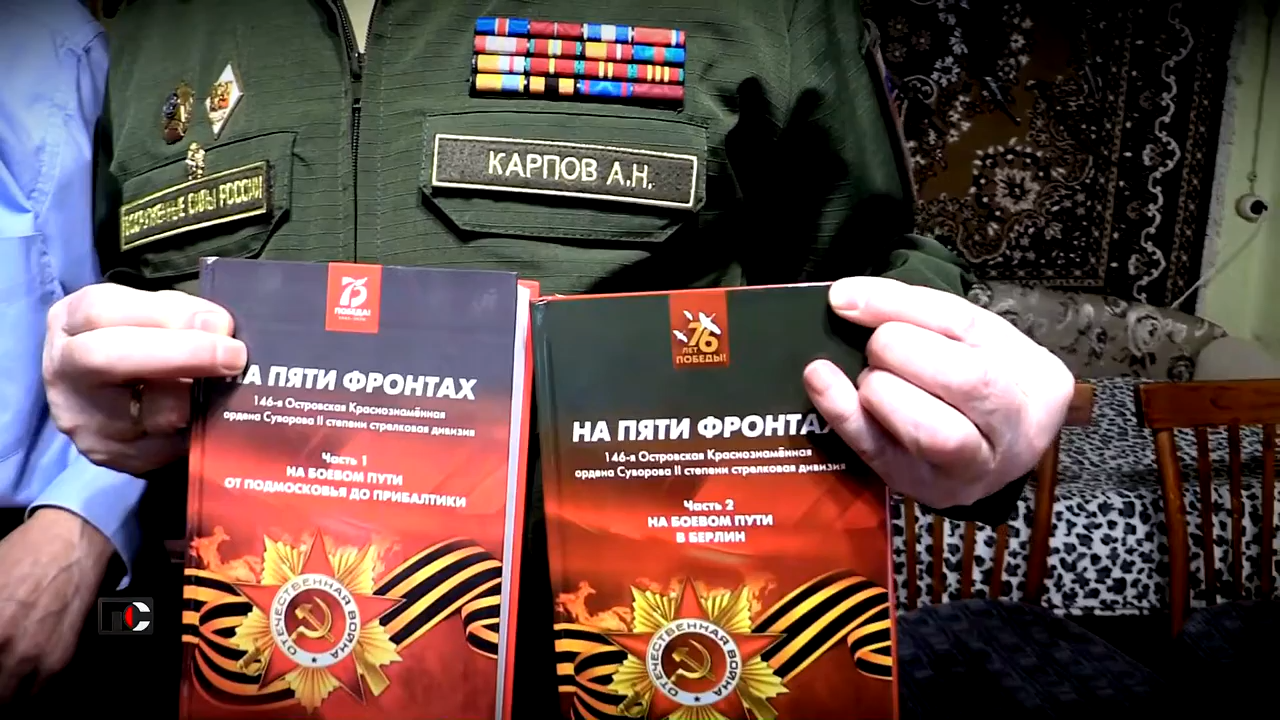 КАРПОВ А.Н.
ВООРУЖЕННЫЕ СИЛЫ РОССИИ
75
ПОБЕДА!
НА ПЯТИ ФРОНТАХ
146-я Островская Краснознамённая
ордена Суворова II степени стрелковая дивизия
Часть 1
НА БОЕВОМ ПУТИ
ОТ ПОДМОСКОВЬЯ ДО ПРИБАЛТИКИ
ОТЕЧЕСТВЕННАЯ ВОЙНА
76
ЛЕТ
ПОБЕДЫ!
НА ПЯТИ ФРОНТАХ
146-я Островская Краснознамённая
ордена Суворова II степени стрелковая дивизия
Часть 2
НА БОЕВОМ ПУТИ
В БЕРЛИН
ОТЕЧЕСТВЕННАЯ ВОЙНА
ПС